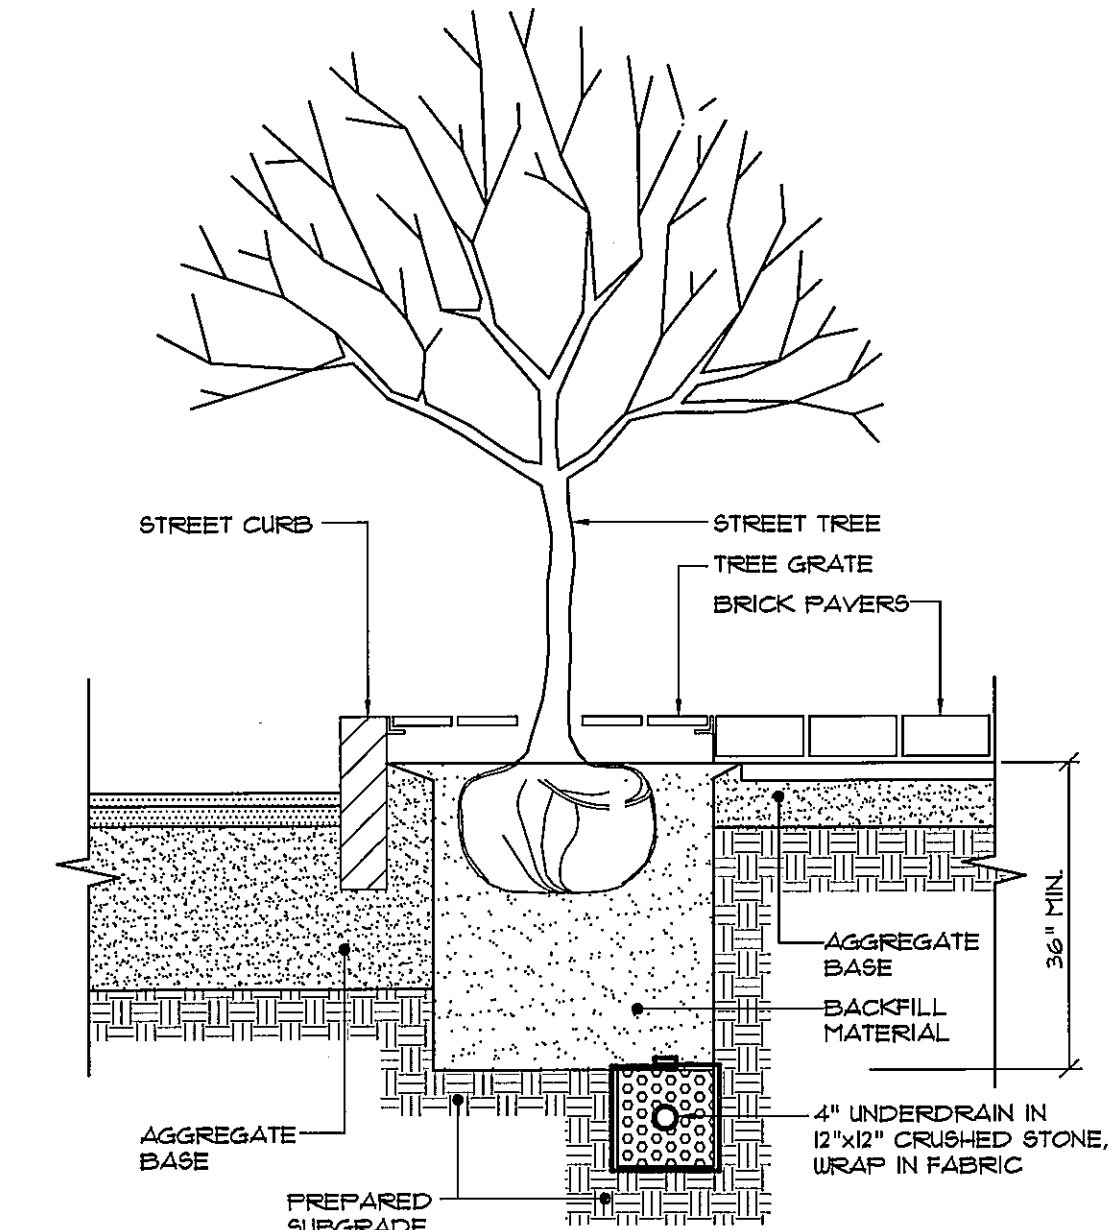 STREET CURB
STREET TREE
TREE GRATE
BRICK PAVERS
36" MIN.
AGGREGATE
BASE
BACKFILL
MATERIAL
4" UNDERDRAIN IN
12"x12" CRUSHED STONE,
WRAP IN FABRIC
AGGREGATE
BASE
PREPARED
SUBGRADE